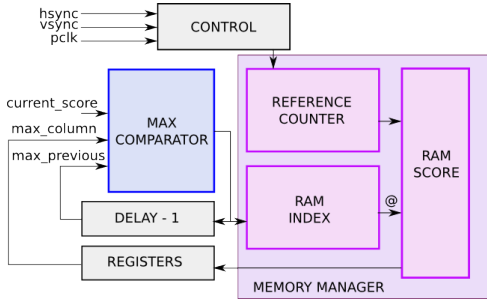 hsync
vsync
pclk
CONTROL
current_score
max_column
max_previous
MAX
COMPARATOR
REFERENCE
COUNTER
RAM
SCORE
@
RAM
INDEX
DELAY - 1
REGISTERS
MEMORY MANAGER